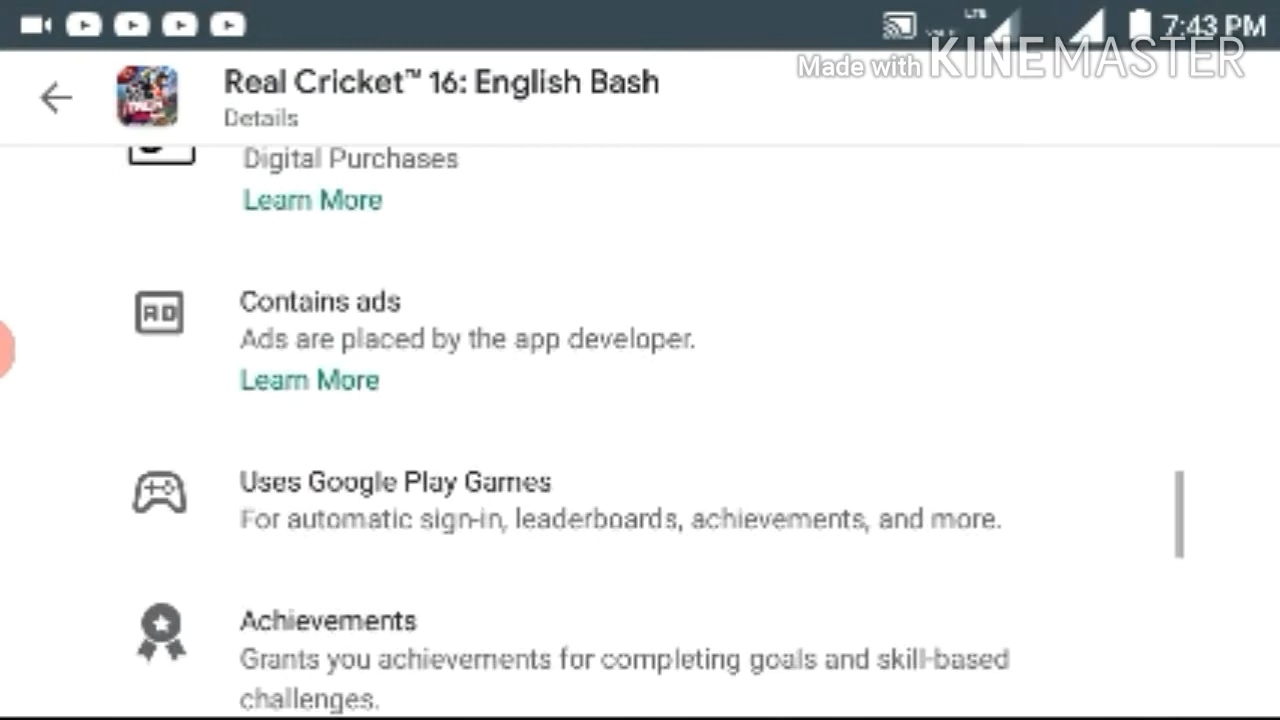 7:43 PM
LTE
Made with KINEMASTER
Real Cricket™ 16: English Bash
Details
Digital Purchases
Learn More
AD
Contains ads
Ads are placed by the app developer.
Learn More
Uses Google Play Games
For automatic sign-in, leaderboards, achievements, and more.
Achievements
Grants you achievements for completing goals and skill-based
challenges.